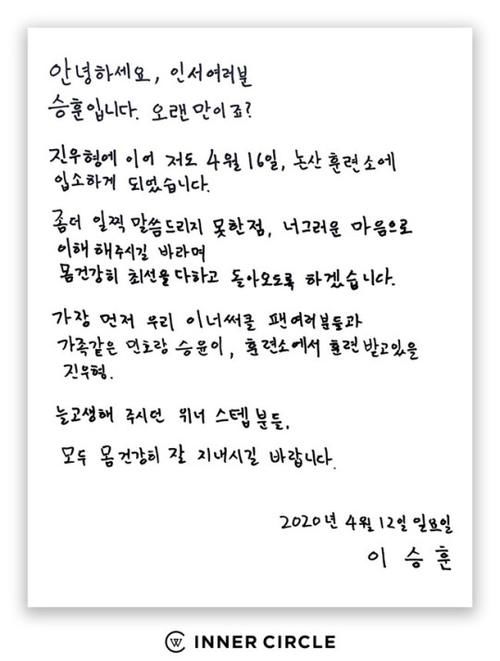 안녕하세요, 인서여러분
승훈입니다. 오랜만이죠?
진우형에 이어 저도 4월 16일, 논산 훈련소에
입소하게 되었습니다.
좀더 일찍 말씀드리지 못한점, 너그러운 마음으로
이해 해주시길 바라며
몸건강히 최선을다하고 돌아오도록 하겠습니다.
가장 먼저 우리 이너써클 팬여러분들과
가족같은 민호랑 승윤이, 훈련소에서 훈련받고있을
진우형.
늘고생해 주시던 위너 스텝분들,
모두 몸건강히 잘 지내시길 바랍니다.
2020년 4월 12일 일요일
이 승 훈
W INNER CIRCLE